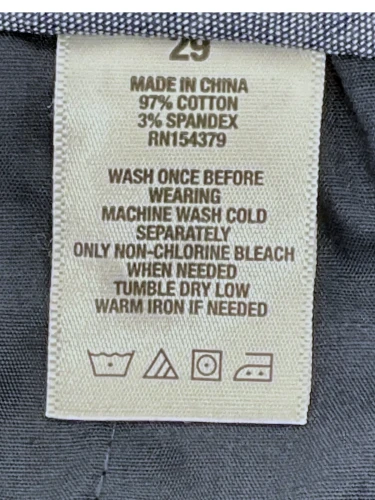 29
MADE IN CHINA
97% COTTON
3% SPANDEX
RN154379
WASH ONCE BEFORE
WEARING
MACHINE WASH COLD
SEPARATELY
ONLY NON-CHLORINE BLEACH
WHEN NEEDED
TUMBLE DRY LOW
WARM IRON IF NEEDED